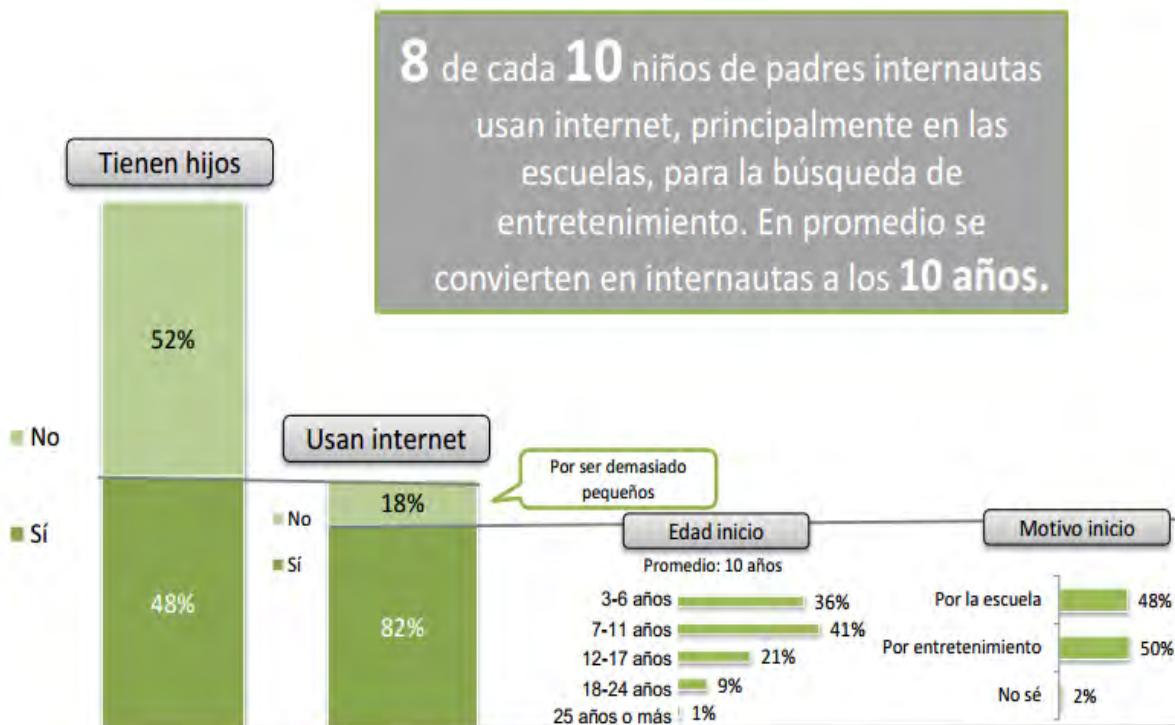 8 de cada 10 niños de padres internautas
usan internet, principalmente en las
escuelas, para la búsqueda de
entretenimiento. En promedio se
convierten en internautas a los 10 años.
Tienen hijos
52%
48%
No
Sí
Usan internet
18%
82%
No
Sí
Por ser demasiado
pequeños
Edad inicio
Promedio: 10 años
3-6 años 36%
7-11 años 41%
12-17 años 21%
18-24 años 9%
25 años o más 1%
Motivo inicio
Por la escuela 48%
Por entretenimiento 50%
No sé 2%